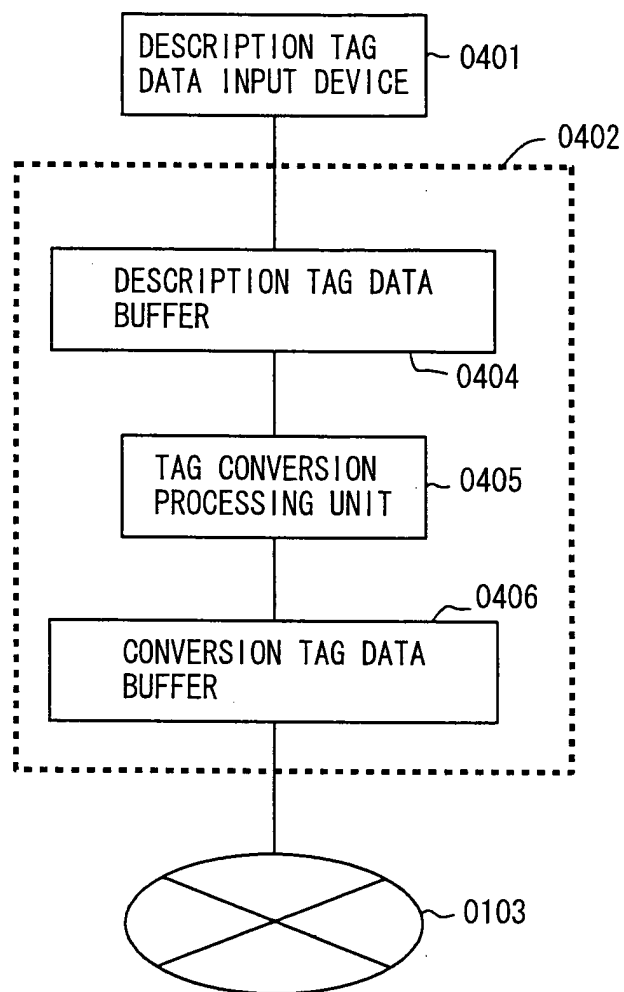 DESCRIPTION TAG
DATA INPUT DEVICE
0401
0402
DESCRIPTION TAG DATA
BUFFER
0404
TAG CONVERSION
PROCESSING UNIT
0405
0406
CONVERSION TAG DATA
BUFFER
0103